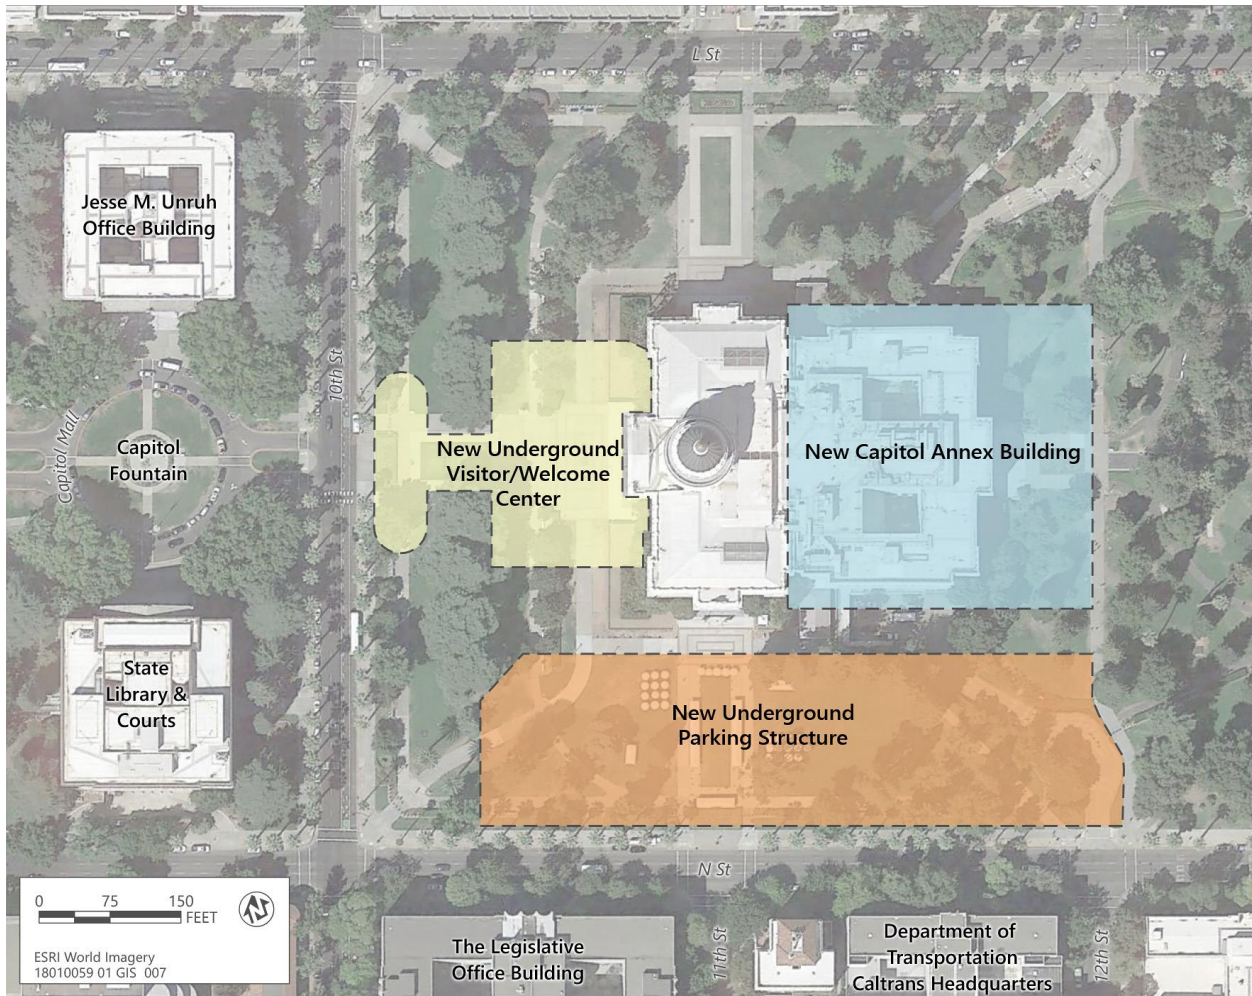 L St
Jesse M. Unruh
Office Building
10th St
Capitol Mall
Capitol
Fountain
New Underground
Visitor/Welcome
Center
New Capitol Annex Building
State
Library &
Courts
New Underground
Parking Structure
N St
0 75 150
FEET
N
ESRI World Imagery
18010059 01 GIS 007
The Legislative
Office Building
11th St
Department of
Transportation
Caltrans Headquarters
12th St